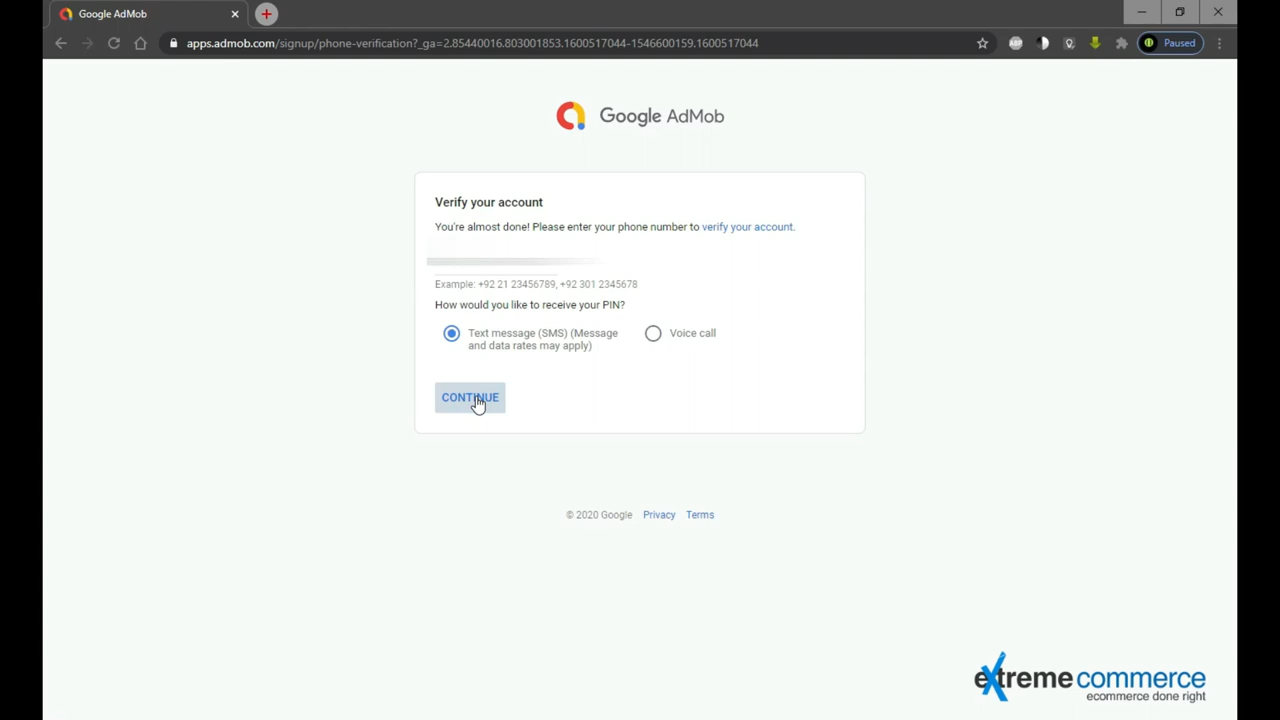 Google AdMob
apps.admob.com/signup/phone-verification?_ga=2.85440016.803001853.1600517044-1546600159.1600517044
Paused
Google AdMob
Verify your account
You're almost done! Please enter your phone number to verify your account.
Example: +92 21 23456789, +92 301 2345678
How would you like to receive your PIN?
Text message (SMS) (Message
and data rates may apply)
Voice call
CONTINUE
© 2020 Google Privacy Terms
extreme commerce
ecommerce done right